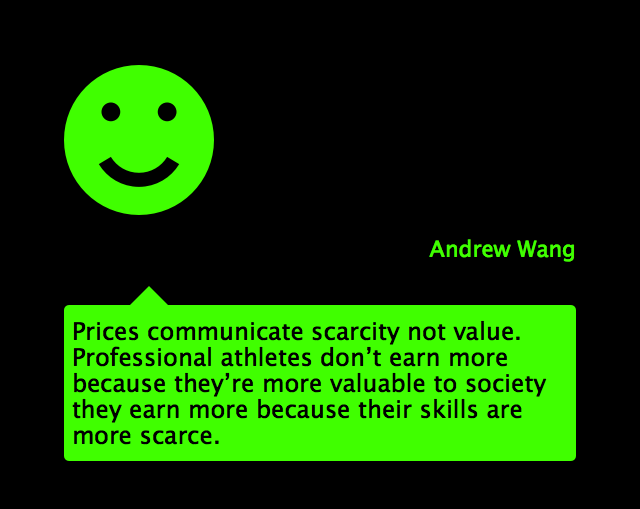 Andrew Wang
Prices communicate scarcity not value.
Professional athletes don’t earn more
because they’re more valuable to society
they earn more because their skills are
more scarce.